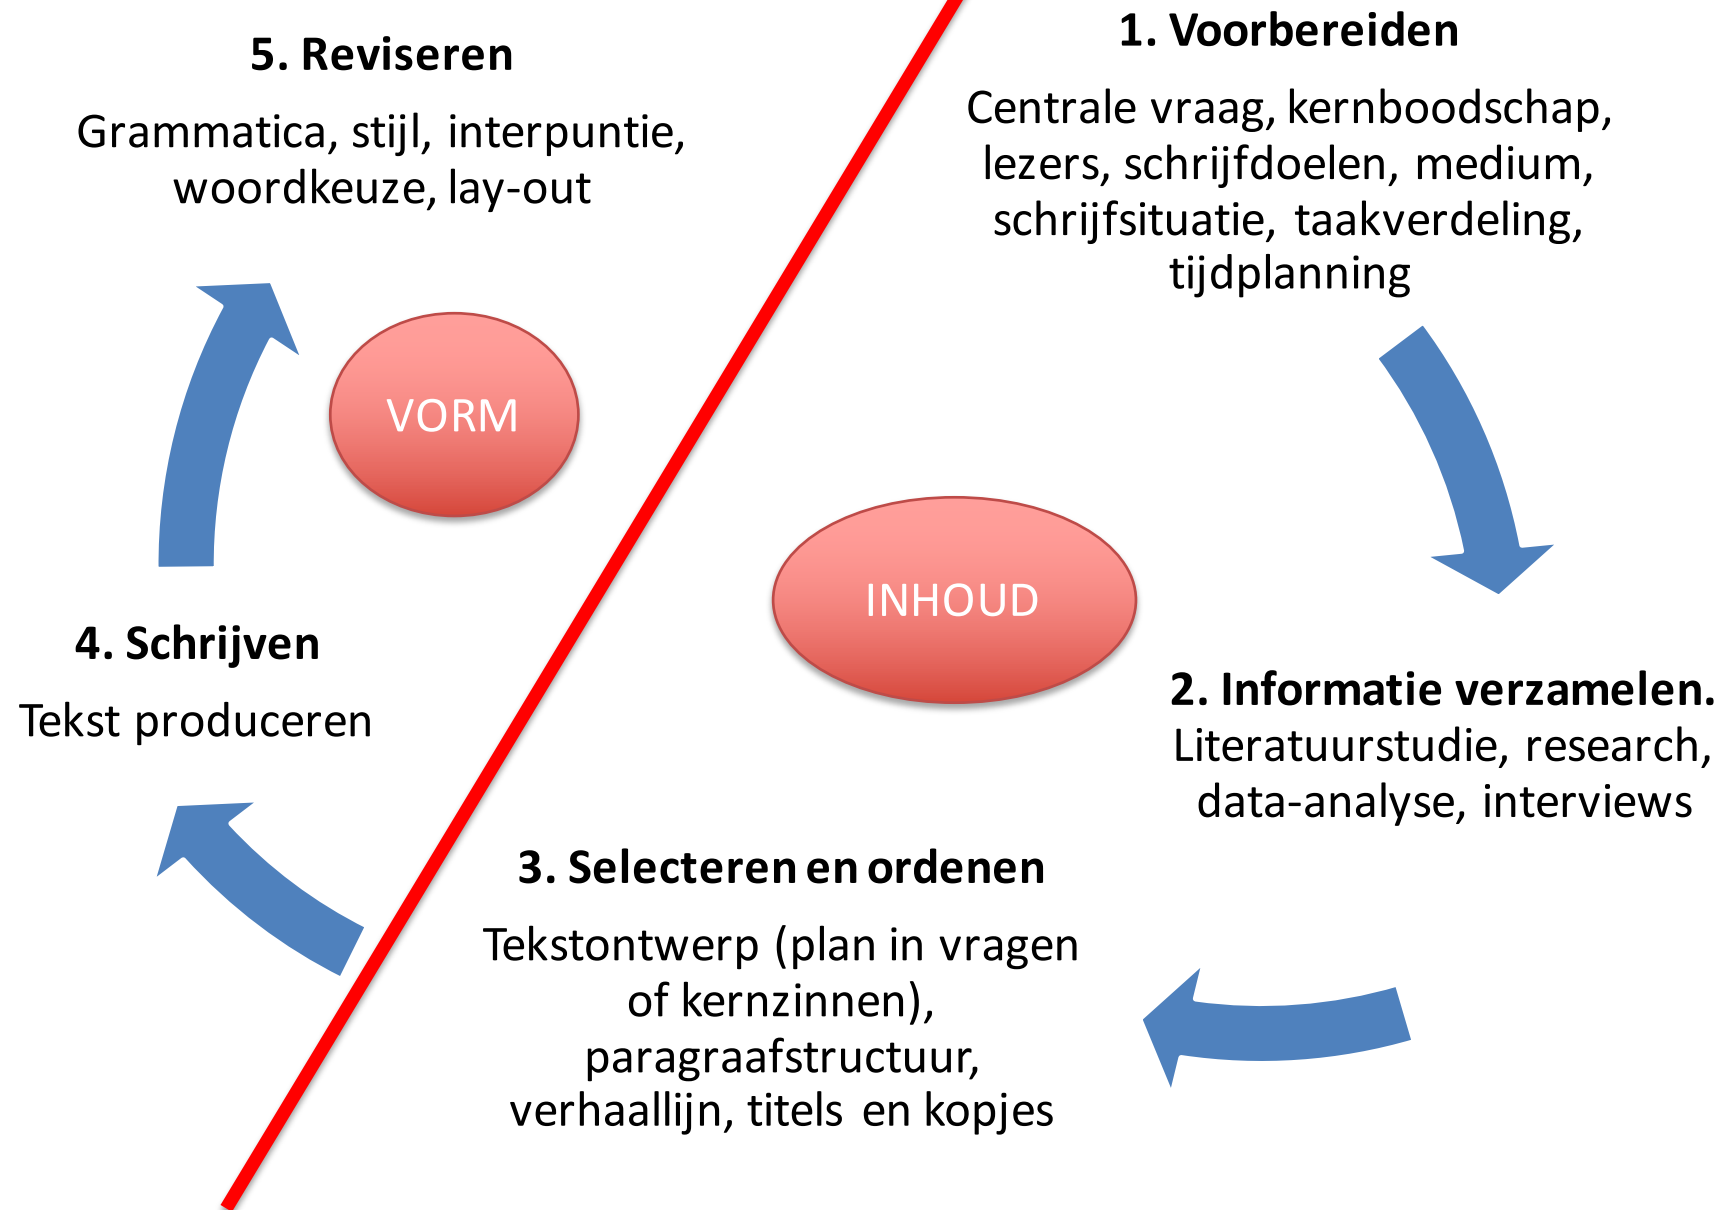 1. Voorbereiden
Centrale vraag, kernboodschap,
lezers, schrijfdoelen, medium,
schrijfsituatie, taakverdeling,
tijdplanning
2. Informatie verzamelen.
Literatuurstudie, research,
data-analyse, interviews
3. Selecteren en ordenen
Tekstontwerp (plan in vragen
of kernzinnen),
paragraafstructuur,
verhaallijn, titels en kopjes
4. Schrijven
Tekst produceren
5. Reviseren
Grammatica, stijl, interpuntie,
woordkeuze, lay-out
VORM
INHOUD